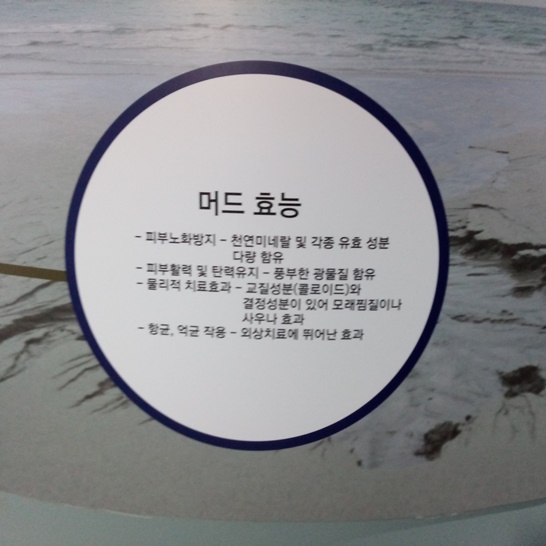 머드 효능
- 피부노화방지 - 천연미네랄 및 각종 유효 성분
다량 함유
- 피부활력 및 탄력유지 - 풍부한 광물질 함유
- 물리적 치료효과 - 교질성분(콜로이드)와
결정성분이 있어 모래찜질이나
사우나 효과
- 항균, 억균 작용 - 외상치료에 뛰어난 효과